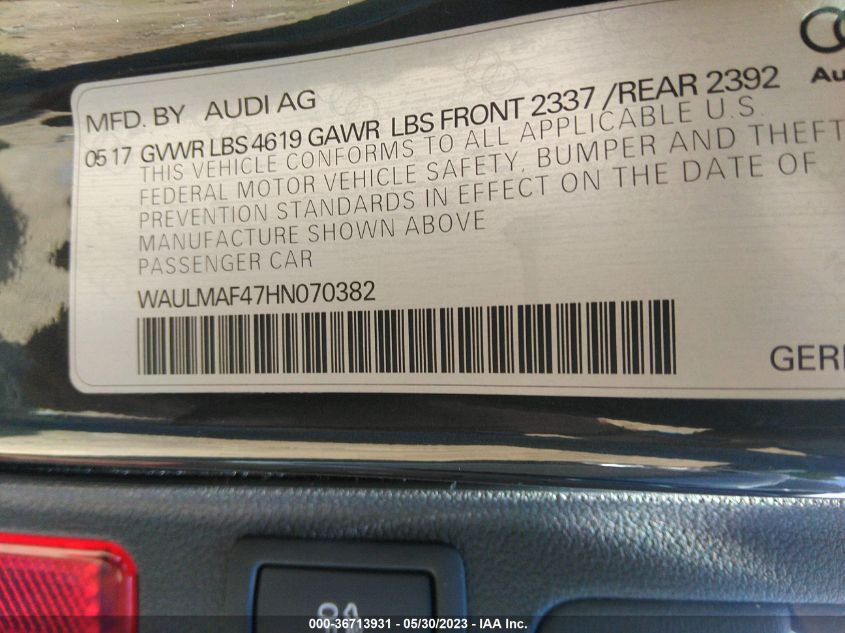 MFD. BY AUDI AG
05 17 GVWR LBS 4619 GAWR LBS FRONT 2337 /REAR 2392
THIS VEHICLE CONFORMS TO ALL APPLICABLE U.S.
FEDERAL MOTOR VEHICLE SAFETY, BUMPER AND THEFT
PREVENTION STANDARDS IN EFFECT ON THE DATE OF
MANUFACTURE SHOWN ABOVE
PASSENGER CAR
WAULMAF47HN070382
000-36713931 - 05/30/2023 - IAA Inc.